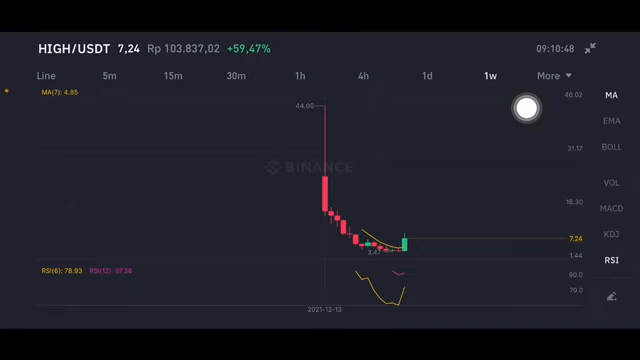 HIGH/USDT 7,24 Rp 103.837,02 +59,47% 09:10:48
Line 5m 15m 30m 1h 4h 1d 1w More
MA(7): 4.85
46.02
44.00
31.17
BINANCE
16.30
7,24
3.47
1.44
RSI(6): 78.93 RSI(12): 97.38
90.0
70.0
2021-12-13
MA
EMA
BOLL
VOL
MACD
KDJ
RSI